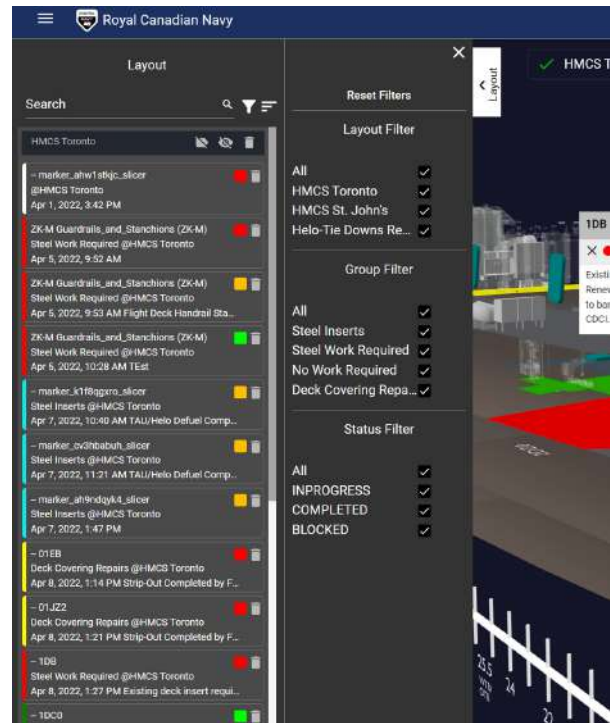 Royal Canadian Navy
Layout
Search
HMCS Toronto
-- marker_ahw1stkjc_slicer
@HMCS Toronto
Apr 1, 2022, 3:42 PM
ZK-M Guardrails_and_Stanchions (ZK-M)
Steel Work Required @HMCS Toronto
Apr 5, 2022, 9:52 AM
ZK-M Guardrails_and_Stanchions (ZK-M)
Steel Work Required @HMCS Toronto
Apr 5, 2022, 9:53 AM Flight Deck Handrail Sta...
ZK-M Guardrails_and_Stanchions (ZK-M)
Steel Work Required @HMCS Toronto
Apr 5, 2022, 10:28 AM TEst
-- marker_k1f8qgxro_slicer
Steel Inserts @HMCS Toronto
Apr 7, 2022, 10:40 AM TAU/Helo Defuel Comp...
-- marker_cv3hbabuh_slicer
Steel Inserts @HMCS Toronto
Apr 7, 2022, 11:21 AM TAU/Helo Defuel Comp...
-- marker_ah9ndqyk4_slicer
Steel Inserts @HMCS Toronto
Apr 7, 2022, 1:47 PM
-- 01EB
Deck Covering Repairs @HMCS Toronto
Apr 8, 2022, 1:14 PM Strip-Out Completed by F...
-- 01JZ2
Deck Covering Repairs @HMCS Toronto
Apr 8, 2022, 1:21 PM Strip-Out Completed by F...
-- 1DB
Steel Work Required @HMCS Toronto
Apr 8, 2022, 1:27 PM Existing deck insert requi...
-- 1DC0
Reset Filters
Layout Filter
All
HMCS Toronto
HMCS St. John's
Helo-Tie Downs Re...
Group Filter
All
Steel Inserts
Steel Work Required
No Work Required
Deck Covering Repa...
Status Filter
All
INPROGRESS
COMPLETED
BLOCKED
Layout
HMCS T
1DB
Existi
Renew
to bar
CDCI.
25.5
24